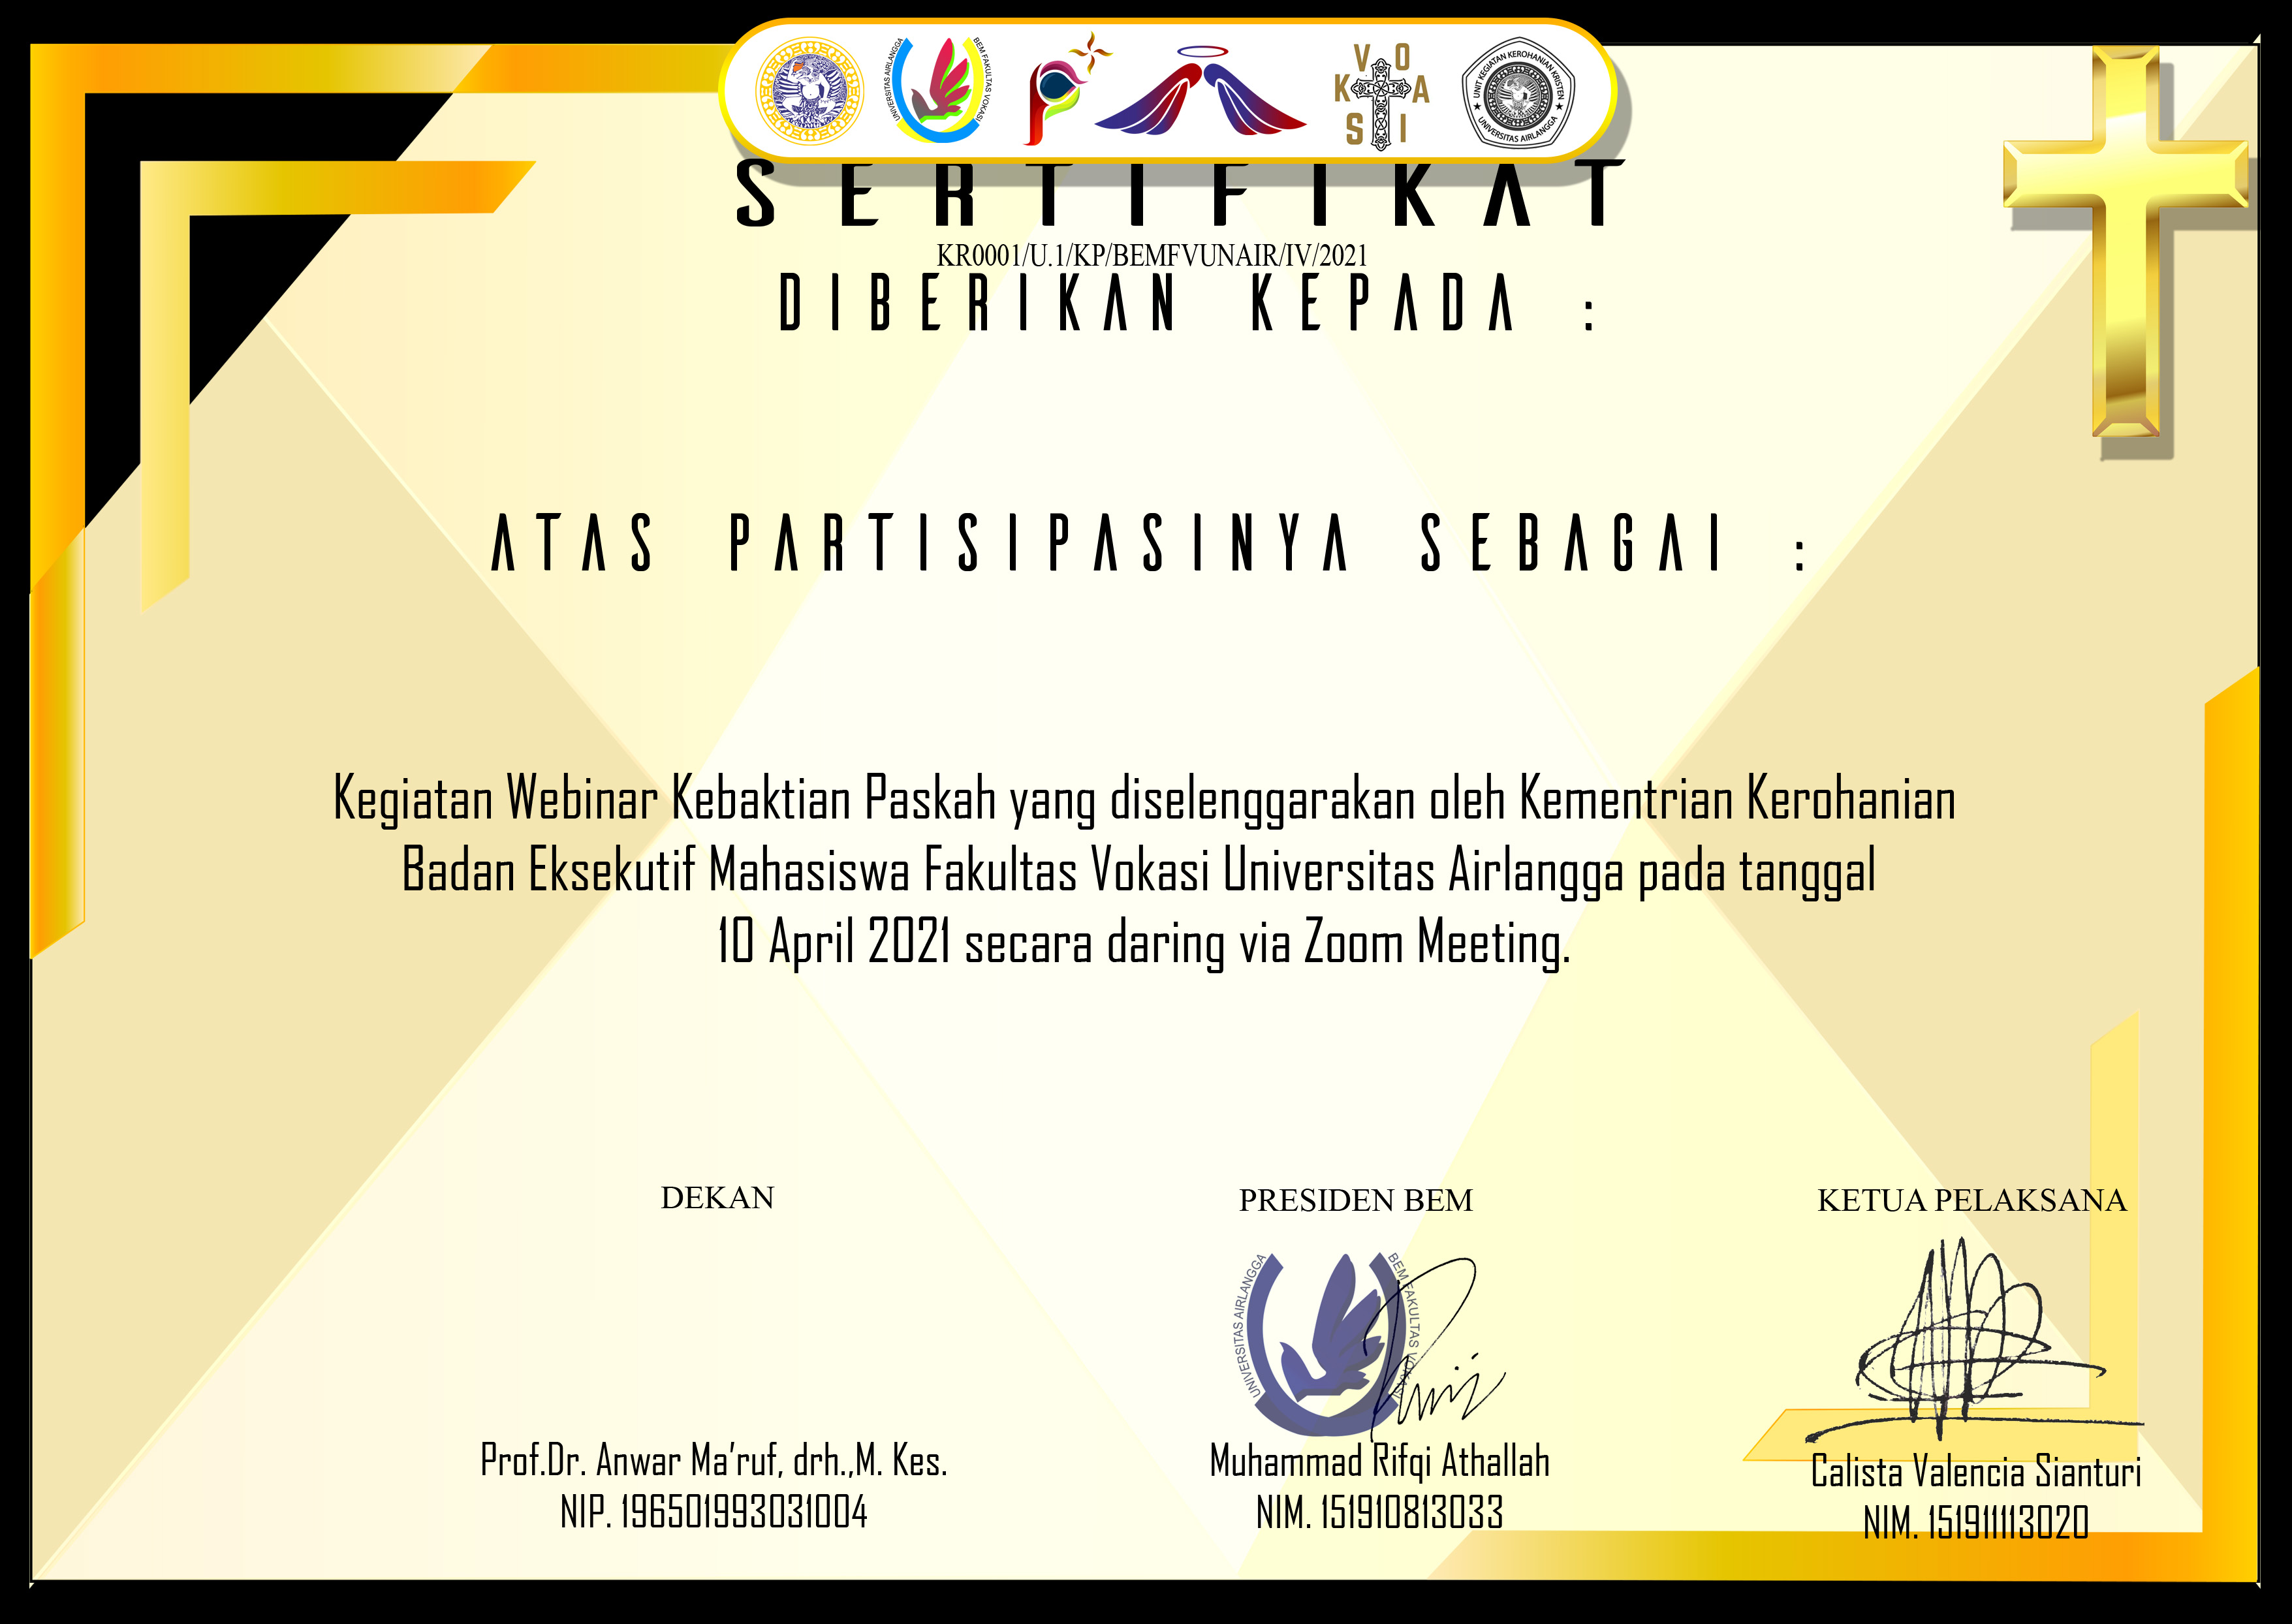 UNIVERSITAS AIRLANGGA
BEM FAKULTAS VOKASI
VOKASI
UNIT KEGIATAN KEROHANIAN KRISTEN
UNIVERSITAS AIRLANGGA
SERTIFIKAT
KR0001/U.1/KP/BEMFVUNAIR/IV/2021
DIBERIKAN KEPADA :
ATAS PARTISIPASINYA SEBAGAI :
Kegiatan Webinar Kebaktian Paskah yang diselenggarakan oleh Kementrian Kerohanian
Badan Eksekutif Mahasiswa Fakultas Vokasi Universitas Airlangga pada tanggal
10 April 2021 secara daring via Zoom Meeting.
DEKAN
PRESIDEN BEM
KETUA PELAKSANA
UNIVERSITAS AIRLANGGA
BEM FAKULTAS VOKASI
Prof.Dr. Anwar Ma'ruf, drh.,M. Kes.
NIP. 196501993031004
Muhammad Rifqi Athallah
NIM. 151910813033
Calista Valencia Sianturi
NIM. 151911113020